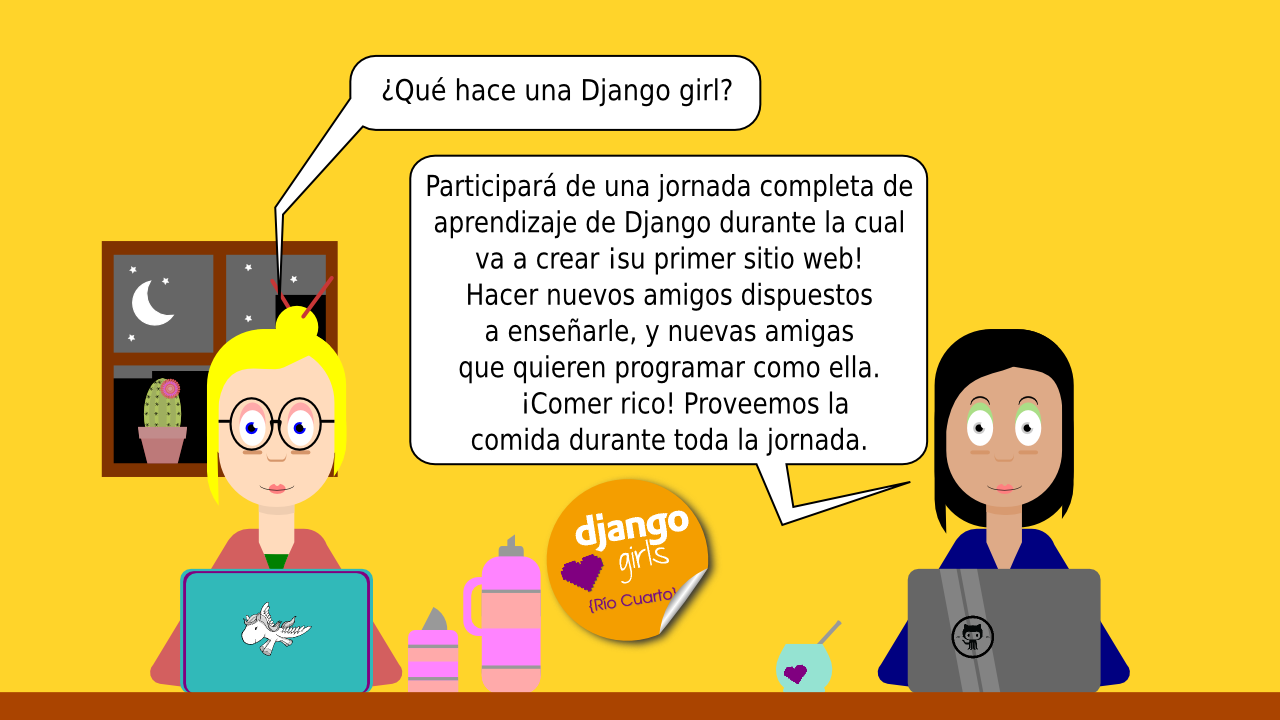 ¿Qué hace una Django girl?
Participará de una jornada completa de
aprendizaje de Django durante la cual
va a crear ¡su primer sitio web!
Hacer nuevos amigos dispuestos
a enseñarle, y nuevas amigas
que quieren programar como ella.
¡Comer rico! Proveemos la
comida durante toda la jornada.
django
girls
{Río Cuarto}